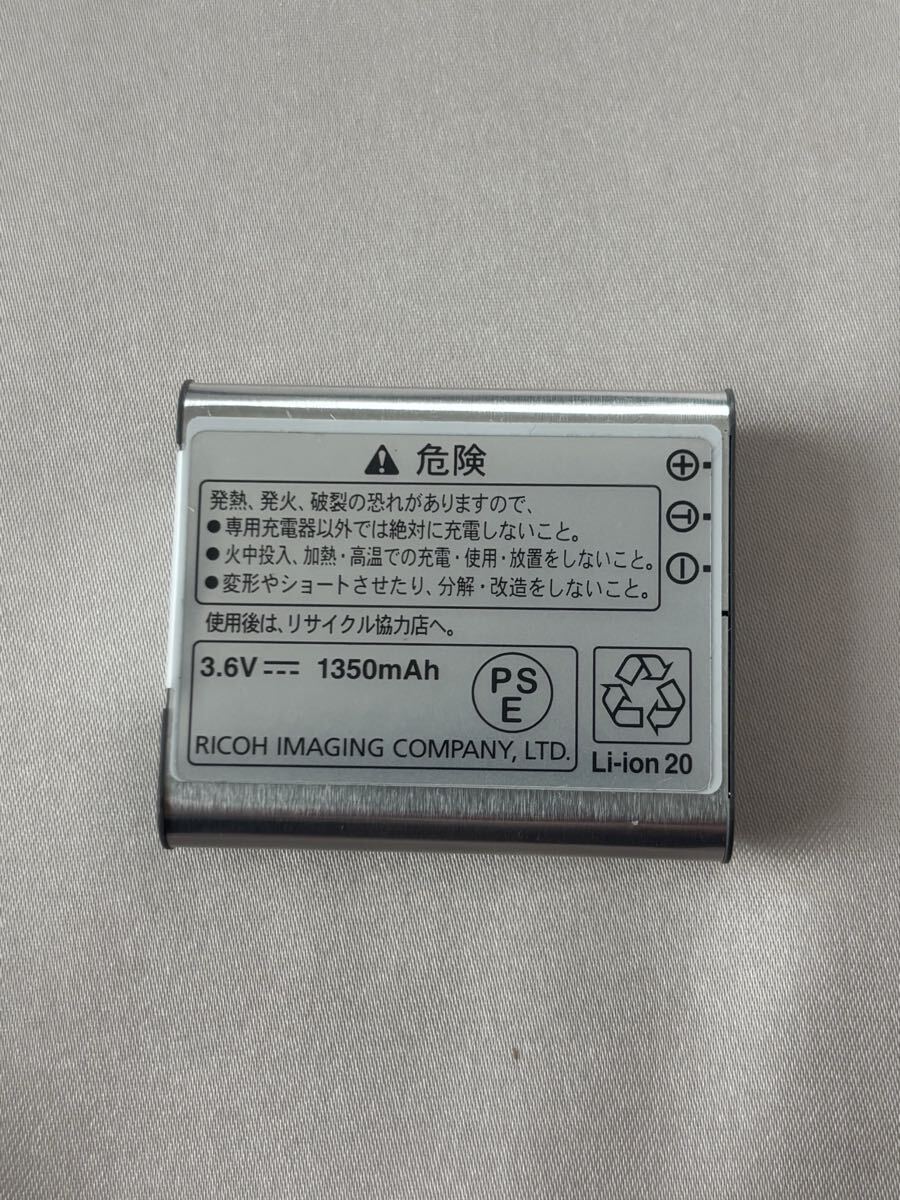 ⚠ 危険
発熱、発火、破裂の恐れがありますので、
●専用充電器以外では絶対に充電しないこと。
●火中投入、加熱・高温での充電・使用・放置をしないこと。
●変形やショートさせたり、分解・改造をしないこと。
使用後は、リサイクル協力店へ。
⊕
T
⊖
3.6V⎓ 1350mAh
PS
E
RICOH IMAGING COMPANY, LTD.
Li-ion 20